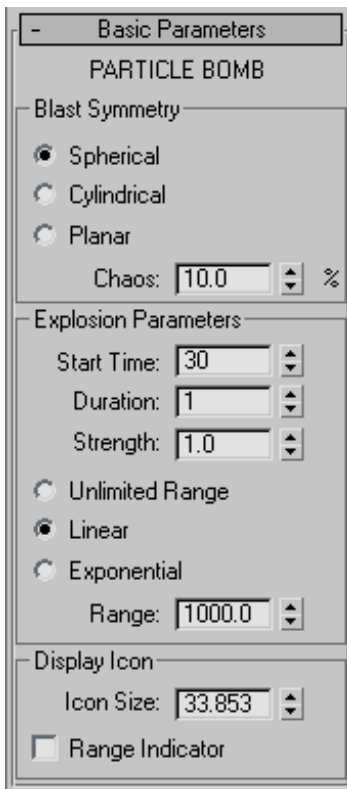 - Basic Parameters
PARTICLE BOMB
Blast Symmetry
Spherical
Cylindrical
Planar
Chaos: 10.0 %
Explosion Parameters
Start Time: 30
Duration: 1
Strength: 1.0
Unlimited Range
Linear
Exponential
Range: 1000.0
Display Icon
Icon Size: 33.853
Range Indicator